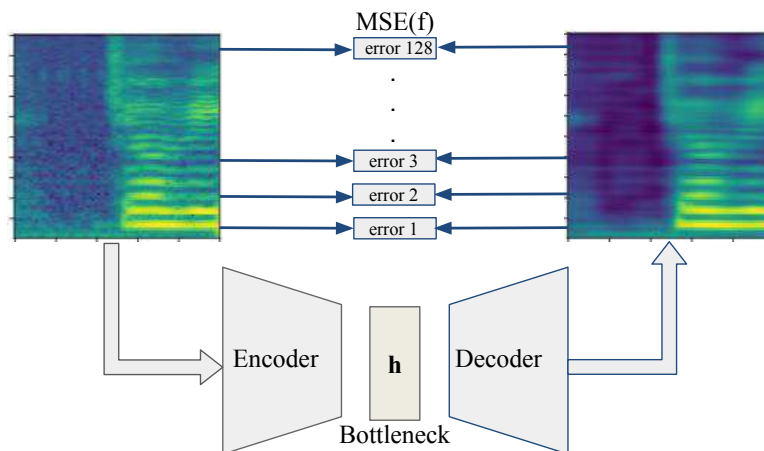 MSE(f)
error 128
.
.
.
error 3
error 2
error 1
Encoder
h
Decoder
Bottleneck